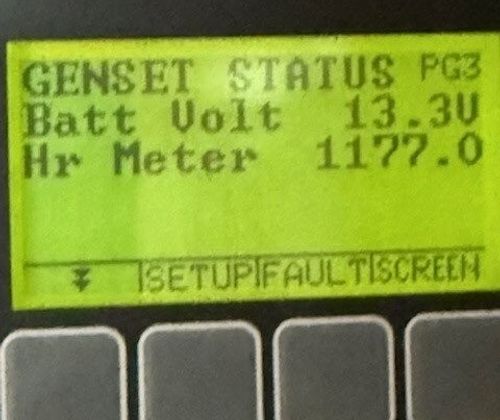 GENSET STATUS PG3
Batt Volt 13.3V
Hr Meter 1177.0
SETUP FAULT SCREEN